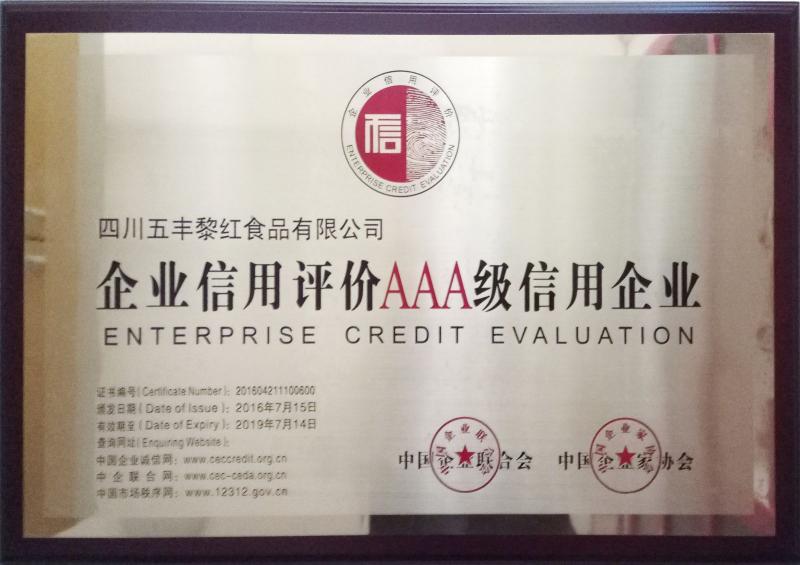 企业信用评价
信
ENTERPRISE CREDIT EVALUATION
四川五丰黎红食品有限公司
企业信用评价AAA级信用企业
ENTERPRISE CREDIT EVALUATION
证书编号(Certificate Number)：201604211100600
颁发日期(Date of Issue)：2016年7月15日
有效期至(Date of Expiry)：2019年7月14日
查询网址(Enquiring Website)：
中国企业诚信网：www.ceccredit.org.cn
中企联合网：www.cec-ceda.org.cn
中国市场秩序网：www.12312.gov.cn
中国企业联合会 中国企业家协会